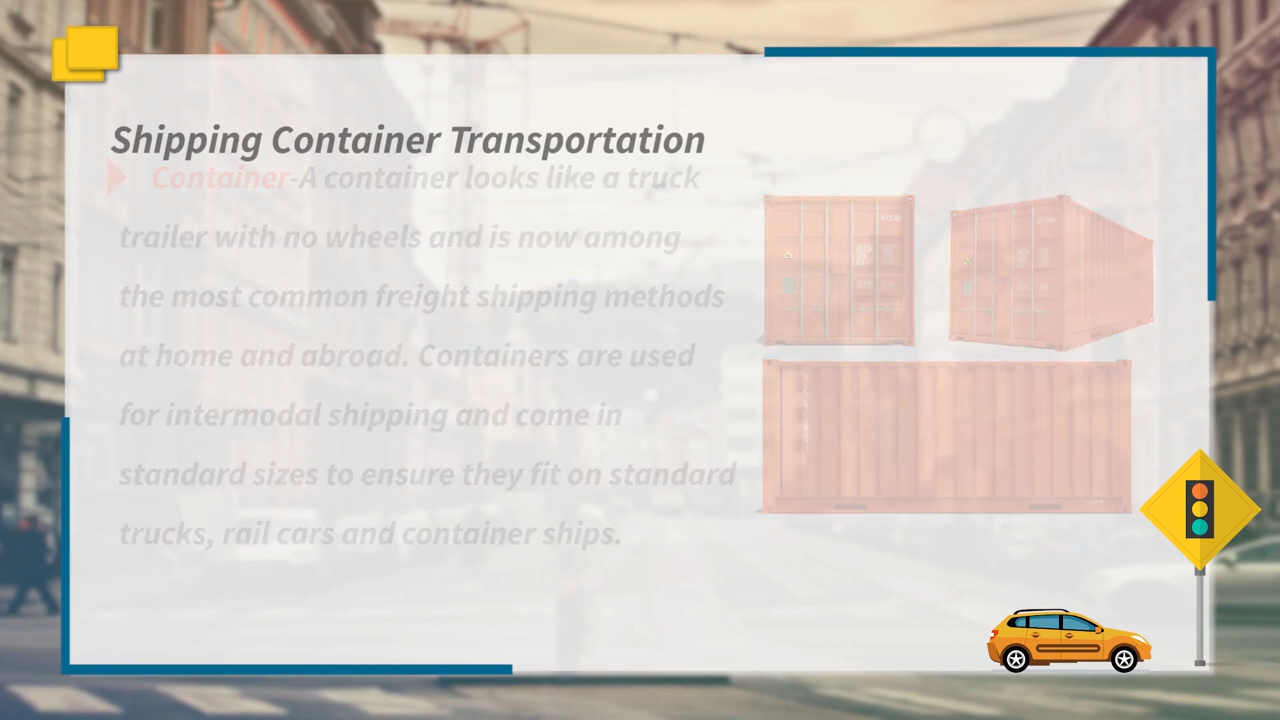 Shipping Container Transportation
Container-A container looks like a truck
trailer with no wheels and is now among
the most common freight shipping methods
at home and abroad. Containers are used
for intermodal shipping and come in
standard sizes to ensure they fit on standard
trucks, rail cars and container ships.